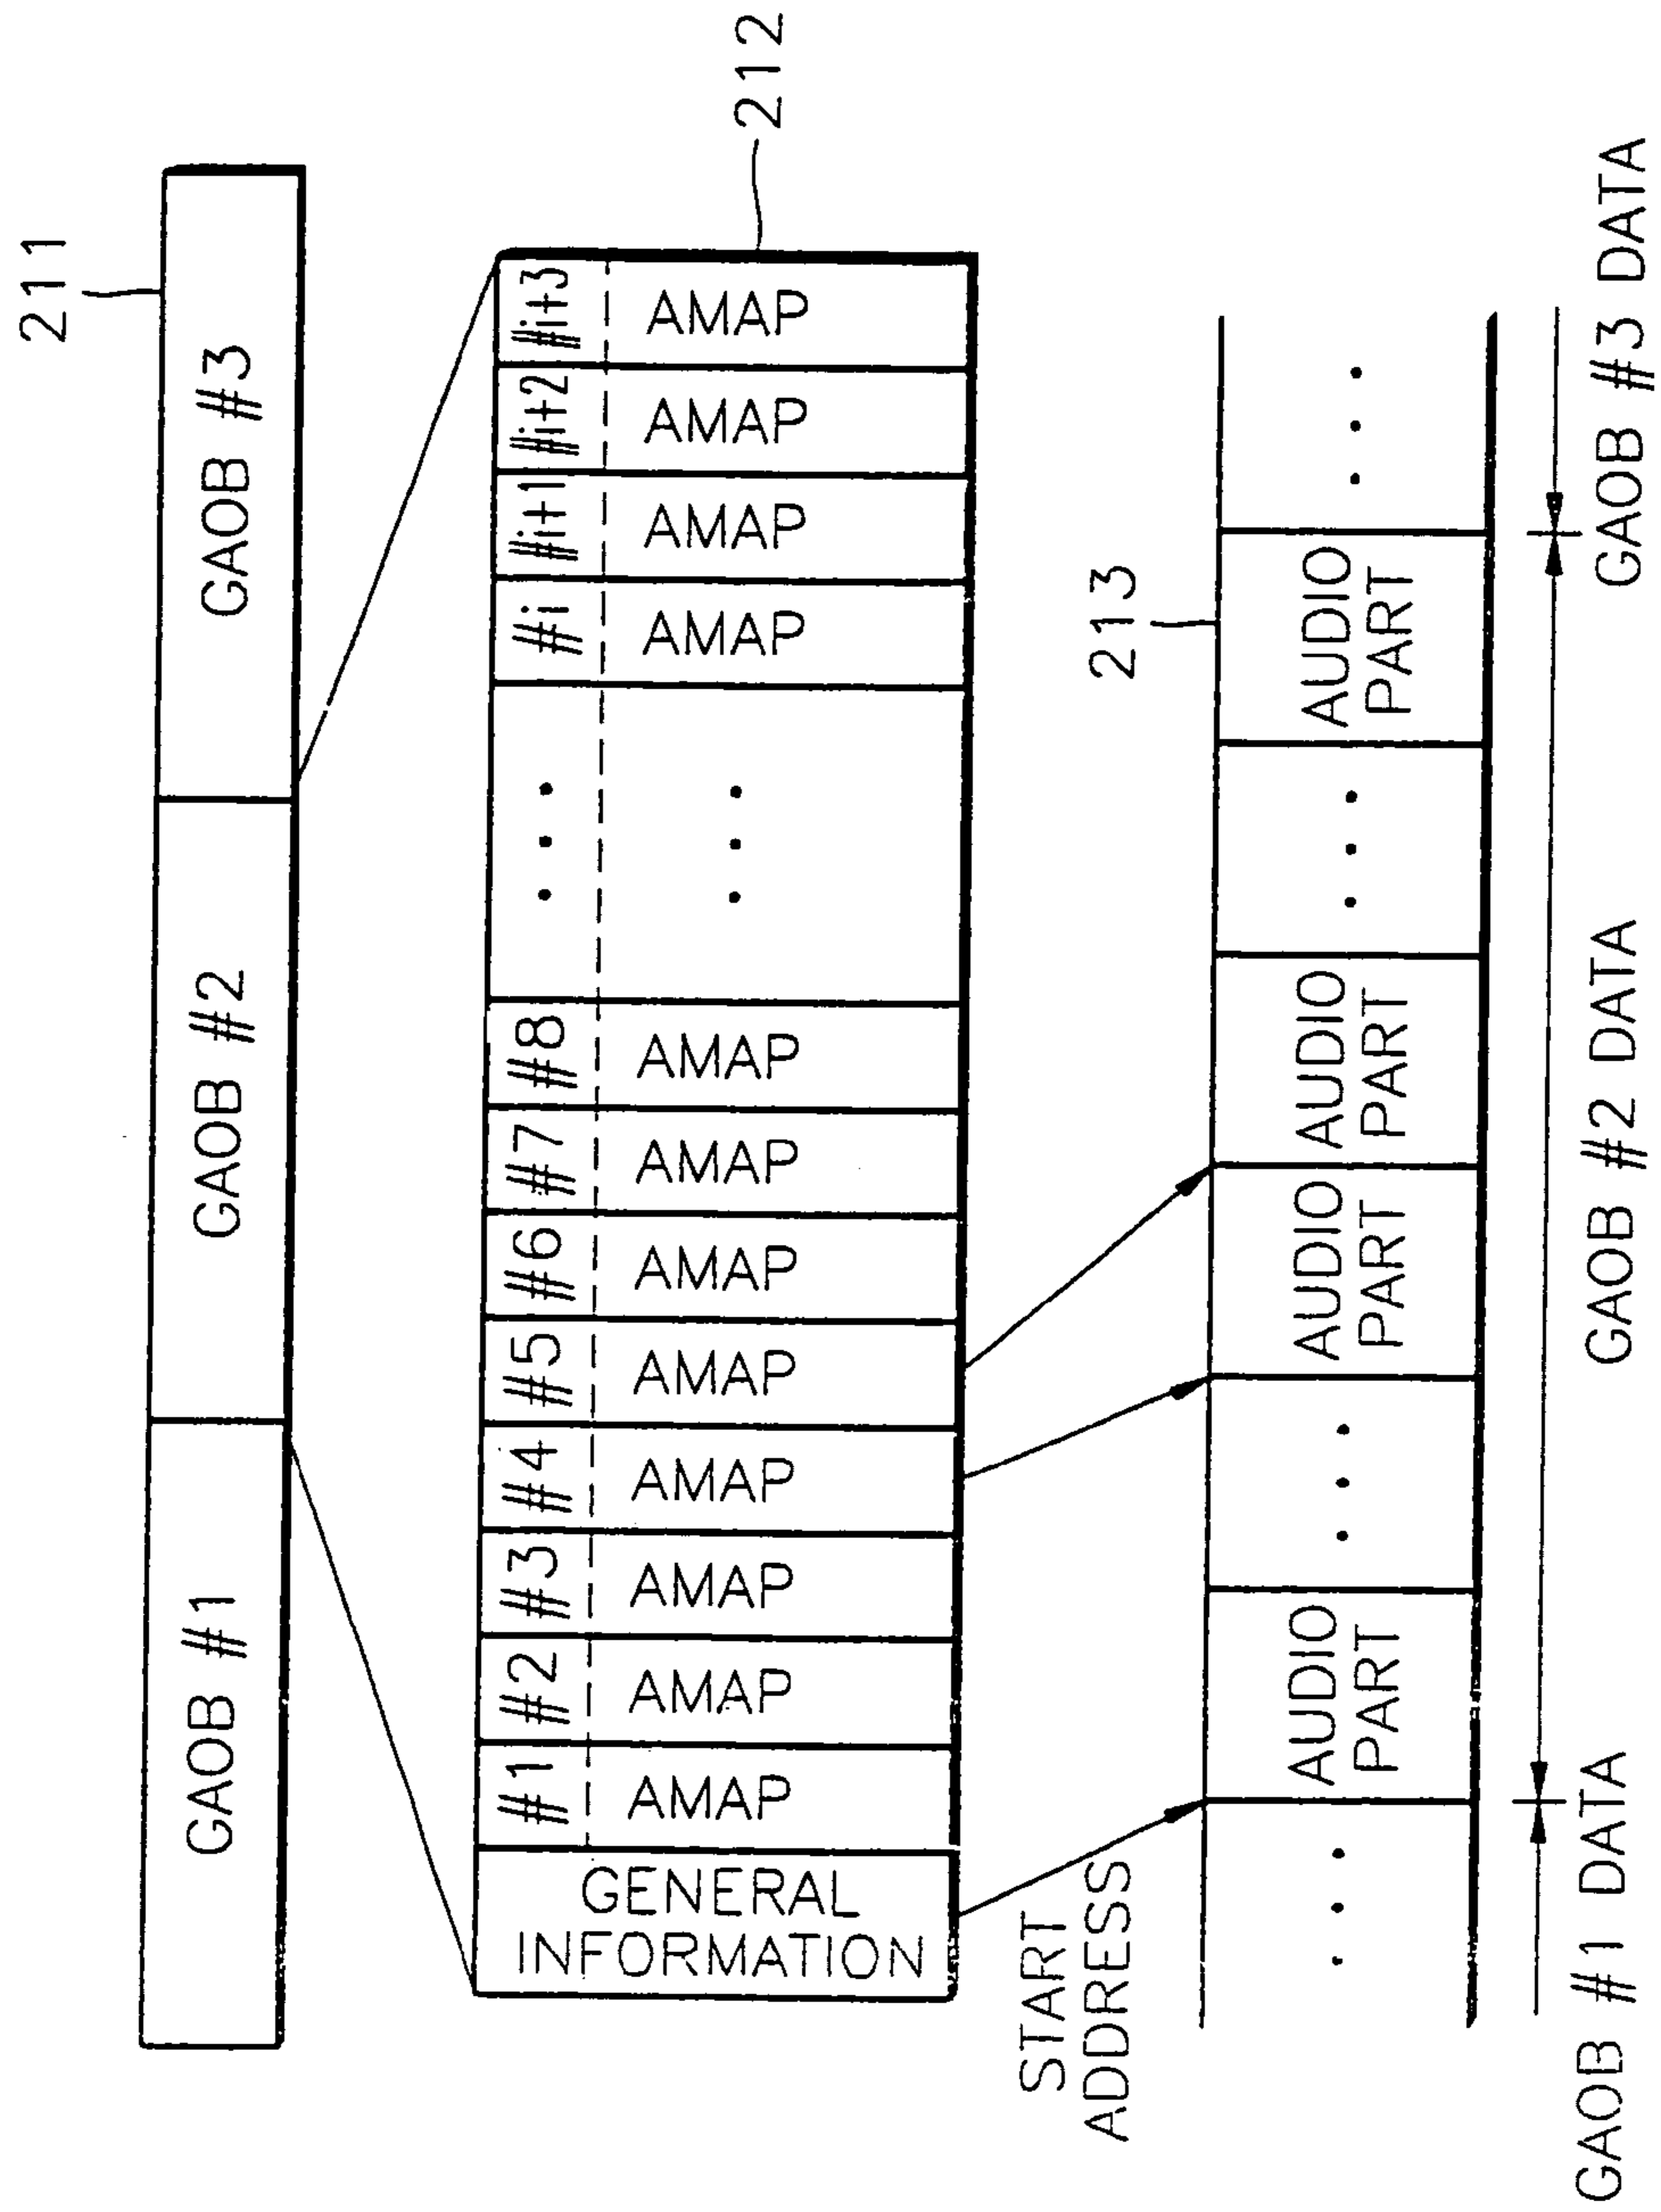 211
GAOB #1 GAOB #2 GAOB #3
212
#1 #2 #3 #4 #5 #6 #7 #8 ... #i #i+1 #i+2 #i+3
GENERAL
INFORMATION
AMAP AMAP AMAP AMAP AMAP AMAP AMAP AMAP ... AMAP AMAP AMAP AMAP
START
ADDRESS
213
... AUDIO
PART
... AUDIO
PART
AUDIO
PART
... AUDIO
PART
...
GAOB #1 DATA
GAOB #2 DATA
GAOB #3 DATA